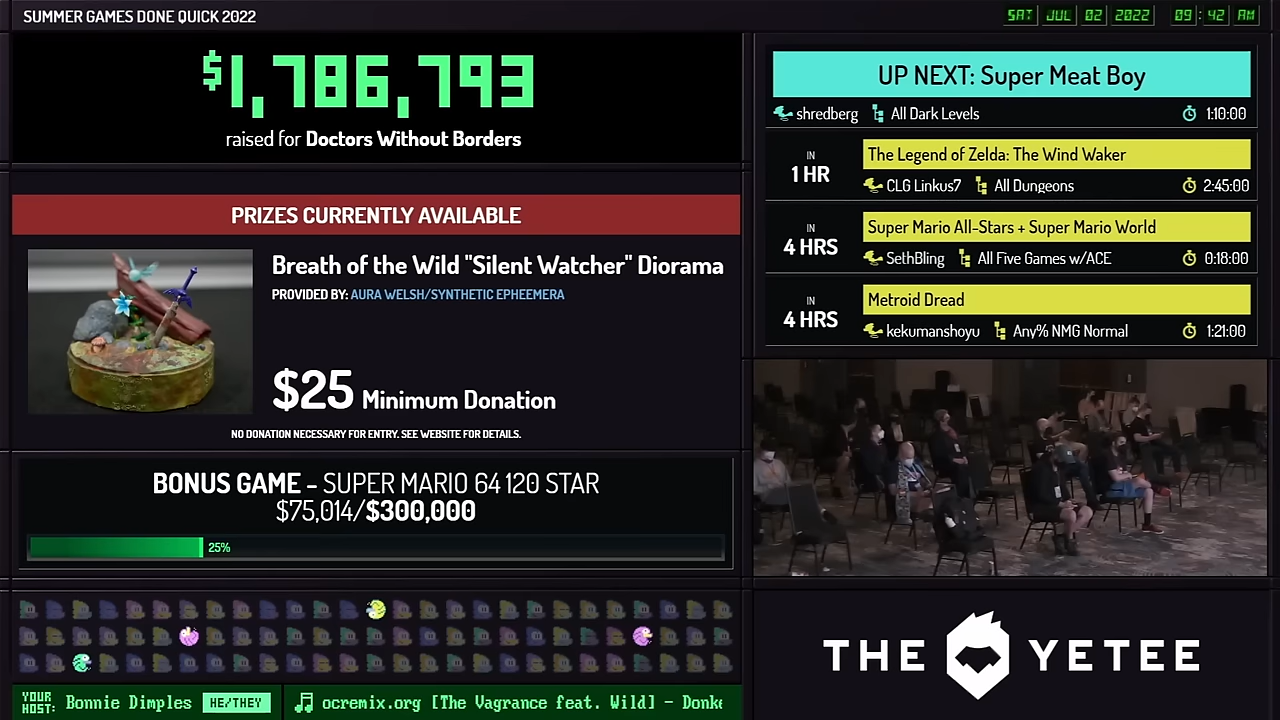 SUMMER GAMES DONE QUICK 2022
SAT JUL 02 2022 09:42 AM
$1,786,793
raised for Doctors Without Borders
PRIZES CURRENTLY AVAILABLE
Breath of the Wild "Silent Watcher" Diorama
PROVIDED BY: AURA WELSH/SYNTHETIC EPHEEMERA
$25 Minimum Donation
NO DONATION NECESSARY FOR ENTRY. SEE WEBSITE FOR DETAILS.
BONUS GAME - SUPER MARIO 64 120 STAR
$75,014/$300,000
25%
YOUR HOST: Bonnie Dimples HE/THEY
ocremix.org [The Vagrance feat. Wild] - Donk
UP NEXT: Super Meat Boy
shredberg All Dark Levels 1:10:00
IN
1 HR
The Legend of Zelda: The Wind Waker
CLG Linkus7 All Dungeons 2:45:00
IN
4 HRS
Super Mario All-Stars + Super Mario World
SethBling All Five Games w/ACE 0:18:00
IN
4 HRS
Metroid Dread
kekumanshoyu Any% NMG Normal 1:21:00
THE YETEE